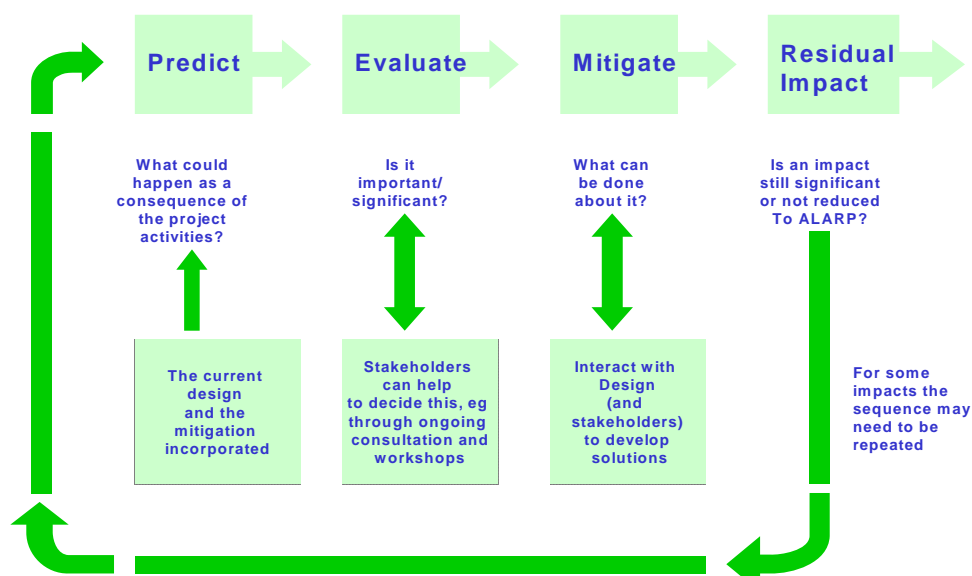 Predict
Evaluate
Mitigate
Residual
Impact
What could
happen as a
consequence of
the project
activities?
Is it
important/
significant?
What can
be done
about it?
Is an impact
still significant
or not reduced
To ALARP?
The current
design
and the
mitigation
incorporated
Stakeholders
can help
to decide this, eg
through ongoing
consultation and
workshops
Interact with
Design
(and
stakeholders)
to develop
solutions
For some
impacts the
sequence may
need to be
repeated